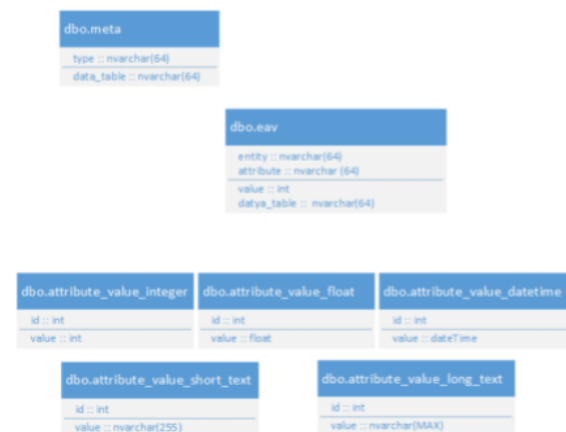 dbo.meta
type :: nvarchar(64)
data_table :: nvarchar(64)
dbo.eav
entity :: nvarchar(64)
attribute :: nvarchar (64)
value :: int
datya_table :: nvarchar(64)
dbo.attribute_value_integer
id :: int
value :: int
dbo.attribute_value_float
id :: int
value :: float
dbo.attribute_value_datetime
id :: int
value :: dateTime
dbo.attribute_value_short_text
id :: int
value :: nvarchar(255)
dbo.attribute_value_long_text
id :: int
value :: nvarchar(MAX)